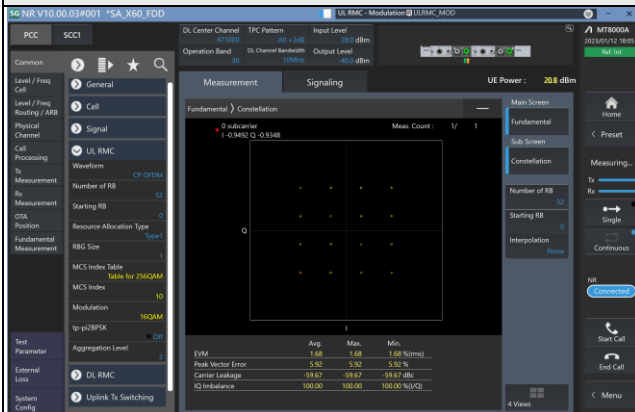 5G NR V10.00.03#001 *SA_X60_FDD
UL RMC - Modulation ULRMC_MOD
PCC
SCC1
DL Center Channel
471000
TPC Pattern
All +3dB
Input Level
28.0 dBm
Operation Band
30
DL Channel Bandwidth
10MHz
Output Level
-40.0 dBm
MT8000A
2023/01/12 18:05
Ref. Int
Common
Level / Freq
Cell
Level / Freq
Routing / ARB
Physical
Channel
Call
Processing
Tx
Measurement
Rx
Measurement
OTA
Position
Fundamental
Measurement
Test
Parameter
External
Loss
System
Config
General
Cell
Signal
UL RMC
Waveform
CP OFDM
Number of RB
52
Starting RB
0
Resource Allocation Type
Type1
RBG Size
1
MCS Index Table
Table for 256QAM
MCS Index
10
Modulation
16QAM
tp-pi2BPSK
Off
Aggregation Level
2
DL RMC
Uplink Tx Switching
Measurement
Signaling
UE Power : 20.8 dBm
Fundamental > Constellation
* 0 subcarrier
I -0.9492 Q -0.9348
Meas. Count : 1/ 1
Q
I
Avg. Max. Min.
EVM 1.68 1.68 1.68 %(rms)
Peak Vector Error 5.92 5.92 5.92 %
Carrier Leakage -59.67 -59.67 -59.67 dBc
IQ Imbalance 100.00 100.00 100.00 %(I/Q)
Main Screen
Fundamental
Sub Screen
Constellation
Number of RB
52
Starting RB
0
Interpolation
None
4 Views
Home
< Preset
Measuring...
Tx
Rx
Single
Continuous
NR
Connected
Start Call
End Call
< Menu